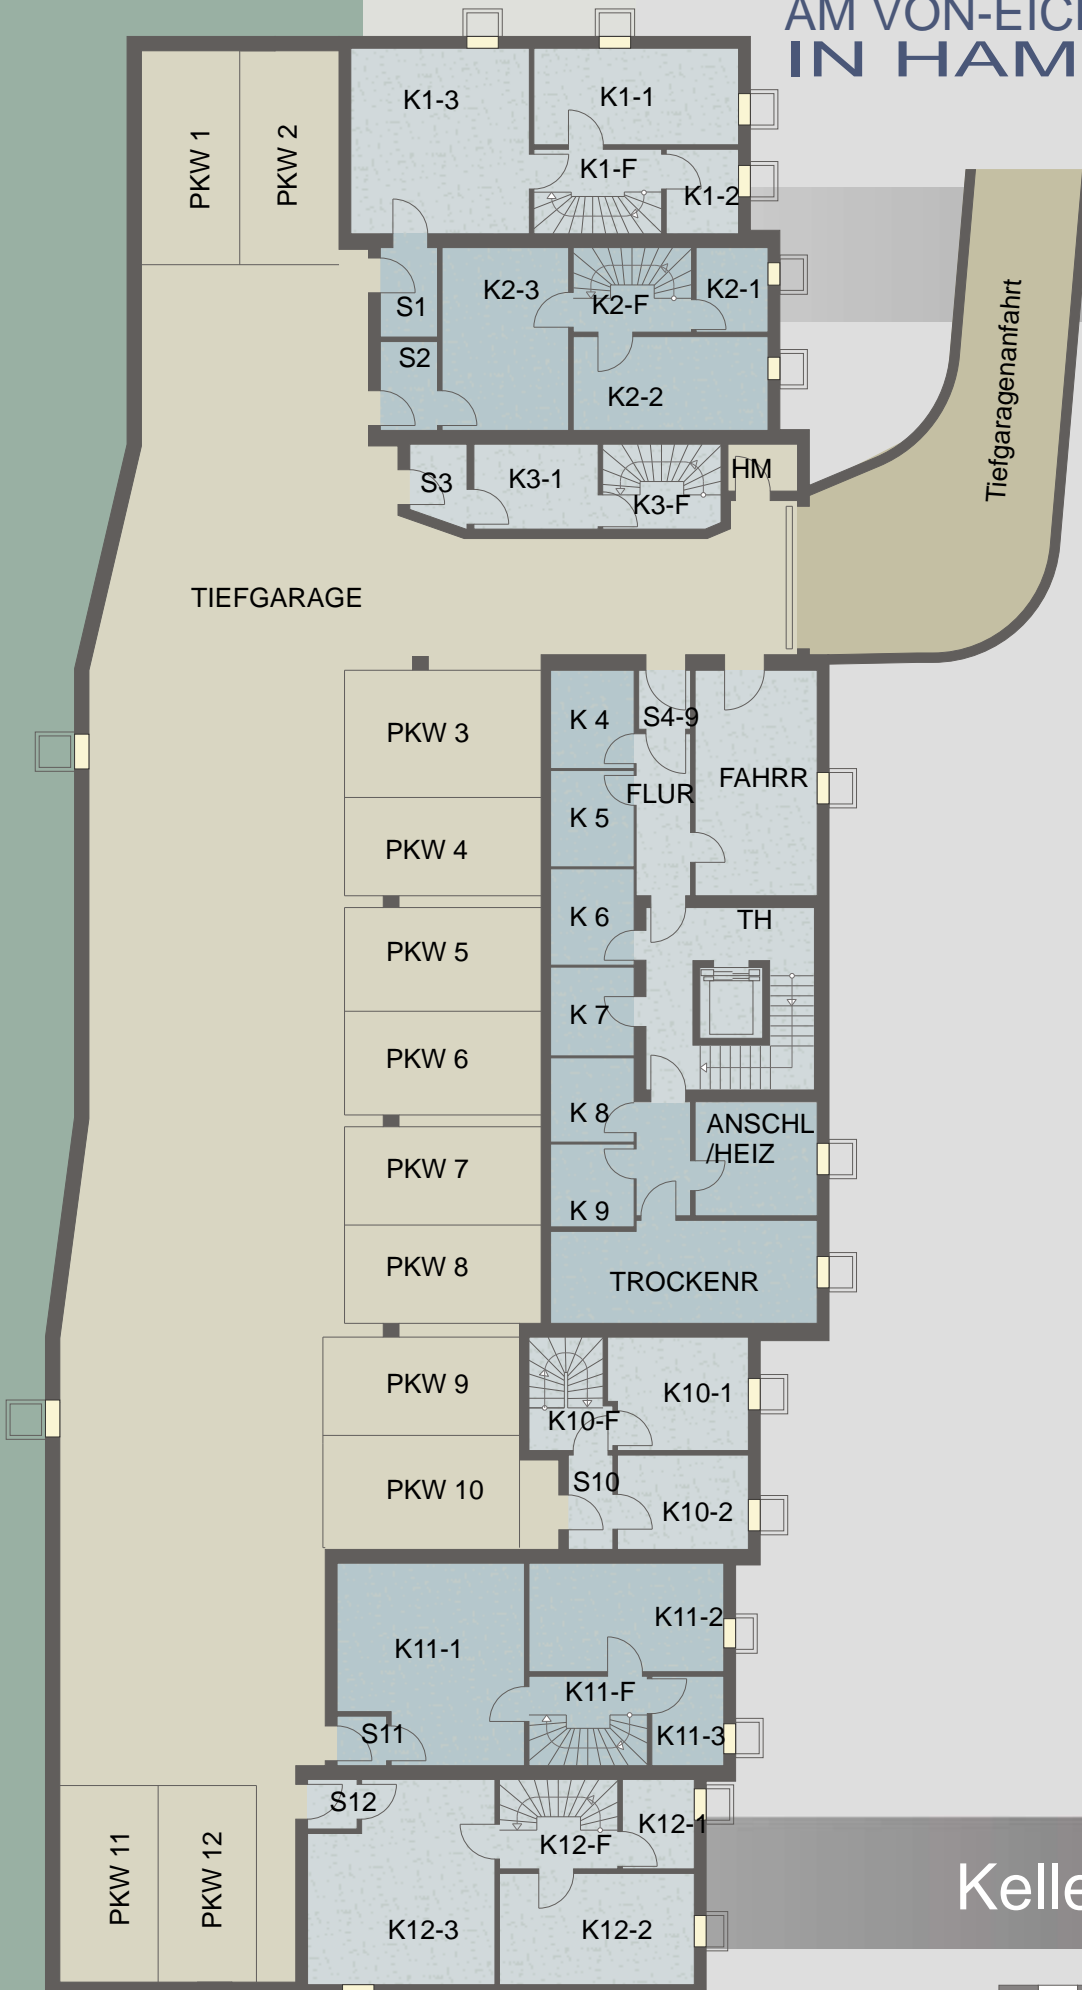 AM VON-EIC
IN HAM
K1-3
K1-1
PKW 1
PKW 2
K1-F
K1-2
K2-3
K2-F
K2-1
S1
S2
K2-2
Tiefgaragenanfahrt
S3
K3-1
K3-F
HM
TIEFGARAGE
PKW 3
K 4
S4-9
FAHRR
FLUR
PKW 4
K 5
K 6
TH
PKW 5
K 7
PKW 6
K 8
ANSCHL
/HEIZ
PKW 7
K 9
PKW 8
TROCKENR
PKW 9
K10-1
K10-F
PKW 10
S10
K10-2
K11-2
K11-1
K11-F
S11
K11-3
S12
K12-1
K12-F
PKW 11
PKW 12
K12-3
K12-2
Kelle